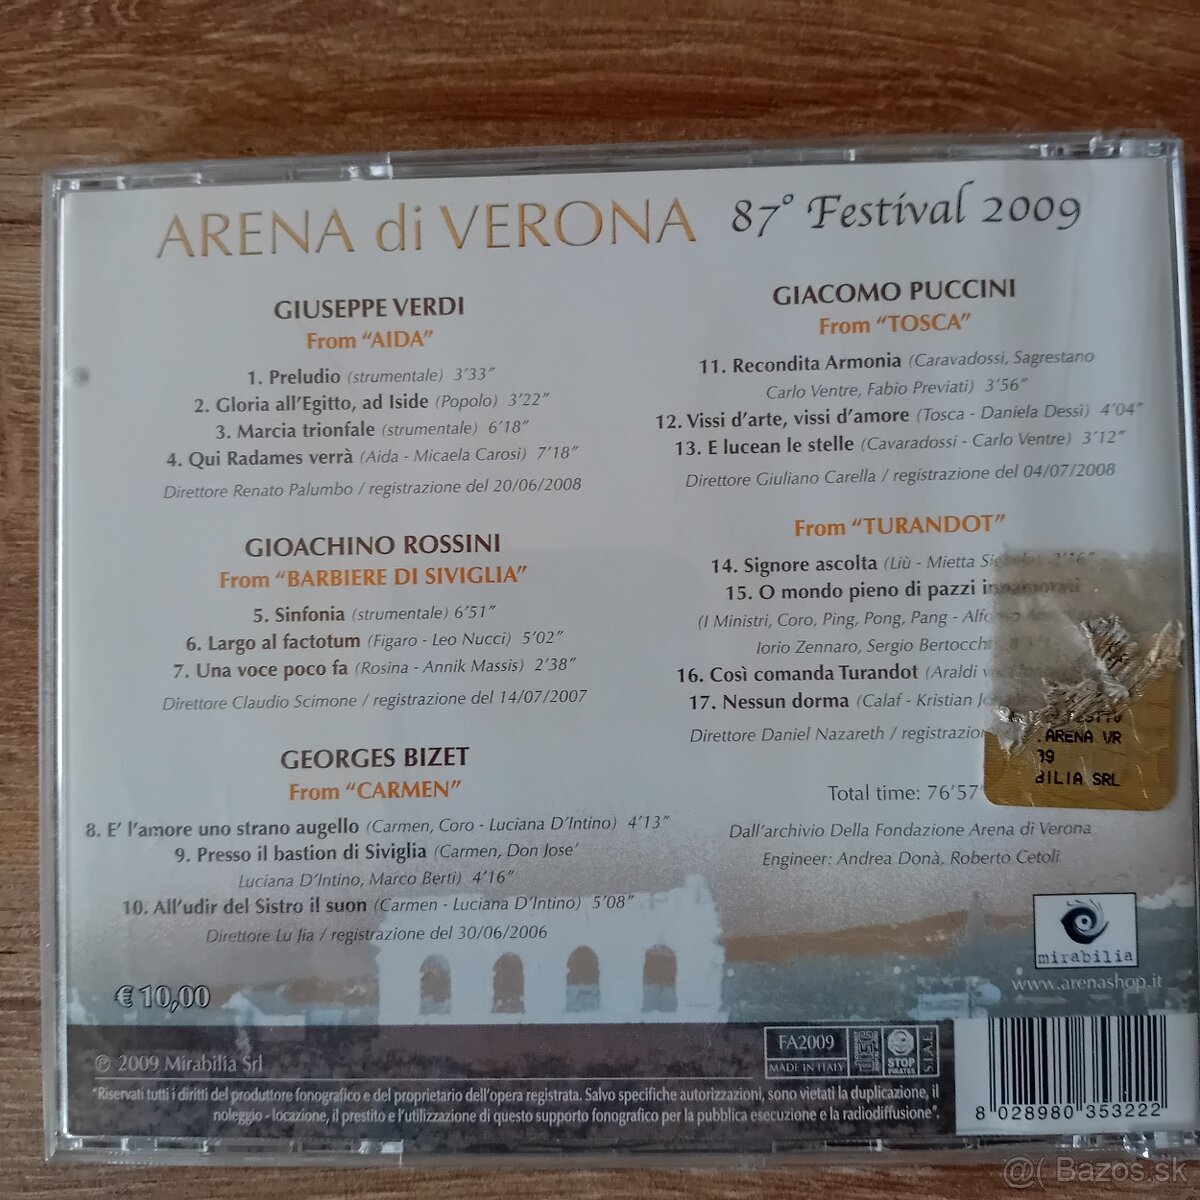 ARENA di VERONA 87° Festival 2009
GIUSEPPE VERDI
From “AIDA”
1. Preludio (strumentale) 3’33”
2. Gloria all’Egitto, ad Iside (Popolo) 3’22”
3. Marcia trionfale (strumentale) 6’18”
4. Qui Radames verrà (Aida - Micaela Carosi) 7’18”
Direttore Renato Palumbo / registrazione del 20/06/2008
GIOACHINO ROSSINI
From “BARBIERE DI SIVIGLIA”
5. Sinfonia (strumentale) 6’51”
6. Largo al factotum (Figaro - Leo Nucci) 5’02”
7. Una voce poco fa (Rosina - Annik Massis) 2’38”
Direttore Claudio Scimone / registrazione del 14/07/2007
GEORGES BIZET
From “CARMEN”
8. E’ l’amore uno strano augello (Carmen, Coro - Luciana D’Intino) 4’13”
9. Presso il bastion di Siviglia (Carmen, Don Jose’
Luciana D’Intino, Marco Berti) 4’16”
10. All’udir del Sistro il suon (Carmen - Luciana D’Intino) 5’08”
Direttore Lu Jia / registrazione del 30/06/2006
€ 10,00
GIACOMO PUCCINI
From “TOSCA”
11. Recondita Armonia (Caravadossi, Sagrestano
Carlo Ventre, Fabio Previati) 3’56”
12. Vissi d’arte, vissi d’amore (Tosca - Daniela Dessì) 4’04”
13. E lucean le stelle (Cavaradossi - Carlo Ventre) 3’12”
Direttore Giuliano Carella / registrazione del 04/07/2008
From “TURANDOT”
14. Signore ascolta (Liù - Mietta Sighele) 2’16”
15. O mondo pieno di pazzi innamorati
(I Ministri, Coro, Ping, Pong, Pang -
Iorio Zennaro, Sergio
16. Così comanda Turandot (Araldi
17. Nessun dorma (Calaf - Kristian
Direttore Daniel Nazareth /
.ARENA VR
SRL
Total time: 76’57”
Dall’archivio Della Fondazione Arena di Verona
Engineer: Andrea Donà, Roberto Cetoli
mirabilia
www.arenashop.it
℗ 2009 Mirabilia Srl
FA2009
MADE IN ITALY
STOP
PIRATES
S.I.A.E.
“Riservati tutti i diritti del produttore fonografico e del proprietario dell’opera registrata. Salvo specifiche autorizzazioni, sono vietati la duplicazione, il
noleggio - locazione, il prestito e l’utilizzazione di questo supporto fonografico per la pubblica esecuzione e la radiodiffusione”.
8 028980 353222
@( Bazos.sk